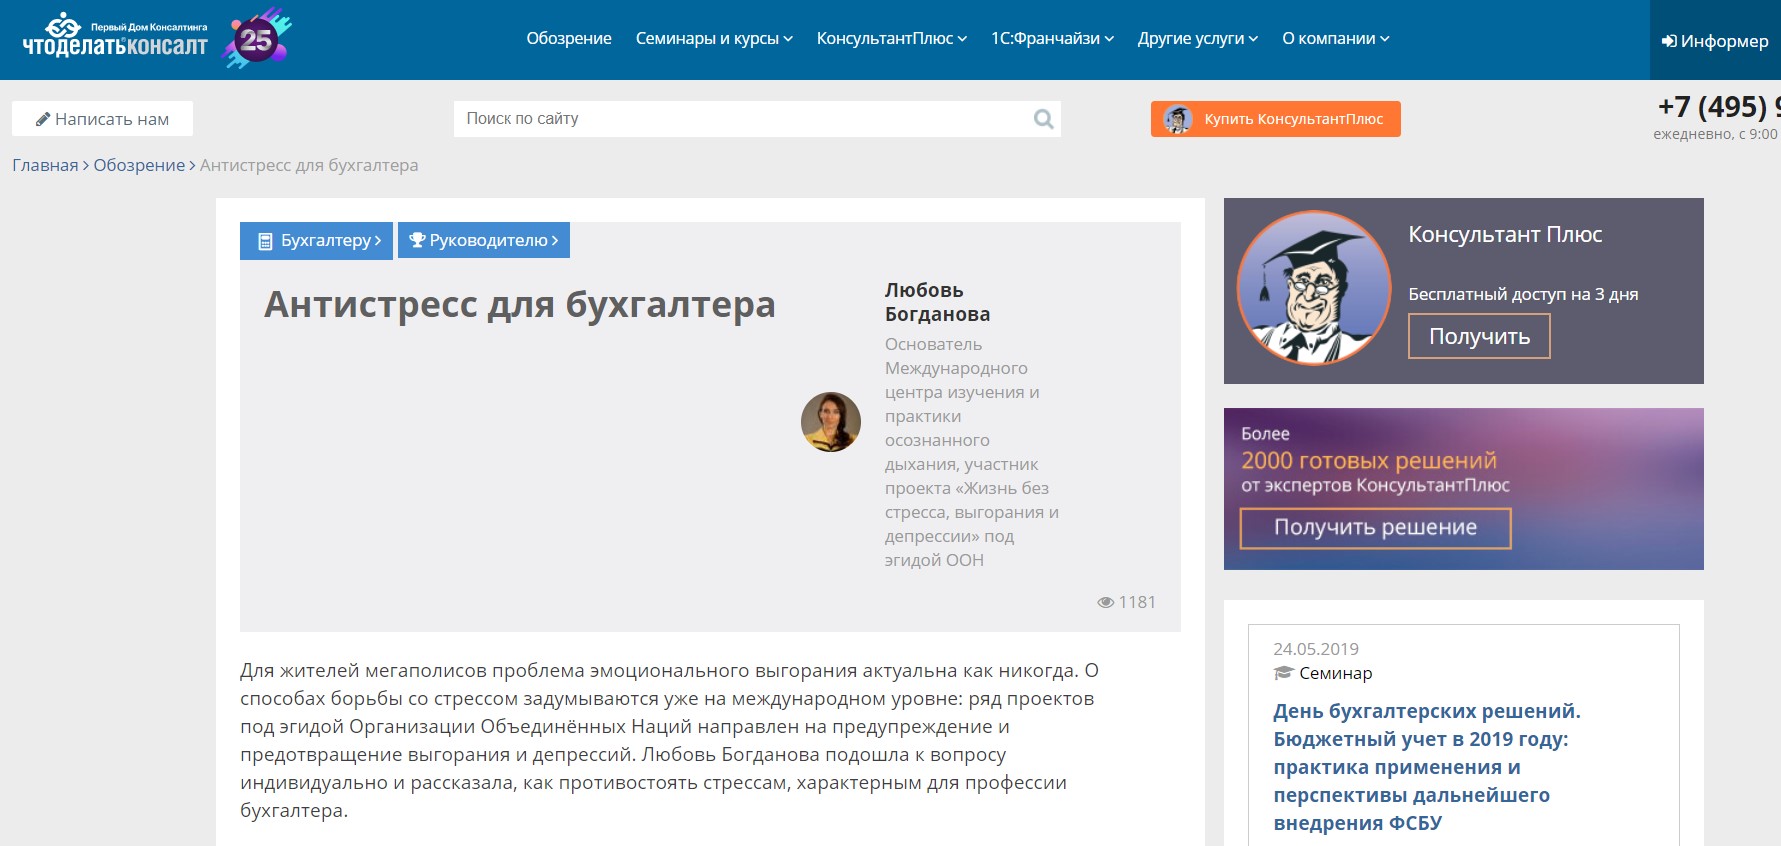 Первый Дом Консалтинга
чтоделатьконсалт
25
Обозрение
Семинары и курсы
КонсультантПлюс
1С:Франчайзи
Другие услуги
О компании
Информер
Написать нам
Поиск по сайту
Купить КонсультантПлюс
+7 (495) 9
ежедневно, с 9:00
Главная > Обозрение > Антистресс для бухгалтера
Бухгалтеру >
Руководителю >
Антистресс для бухгалтера
Любовь
Богданова
Основатель
Международного
центра изучения и
практики
осознанного
дыхания, участник
проекта «Жизнь без
стресса, выгорания и
депрессии» под
эгидой ООН
1181
Для жителей мегаполисов проблема эмоционального выгорания актуальна как никогда. О
способах борьбы со стрессом задумываются уже на международном уровне: ряд проектов
под эгидой Организации Объединённых Наций направлен на предупреждение и
предотвращение выгорания и депрессий. Любовь Богданова подошла к вопросу
индивидуально и рассказала, как противостоять стрессам, характерным для профессии
бухгалтера.
Консультант Плюс
Бесплатный доступ на 3 дня
Получить
Более
2000 готовых решений
от экспертов КонсультантПлюс
Получить решение
24.05.2019
Семинар
День бухгалтерских решений.
Бюджетный учет в 2019 году:
практика применения и
перспективы дальнейшего
внедрения ФСБУ